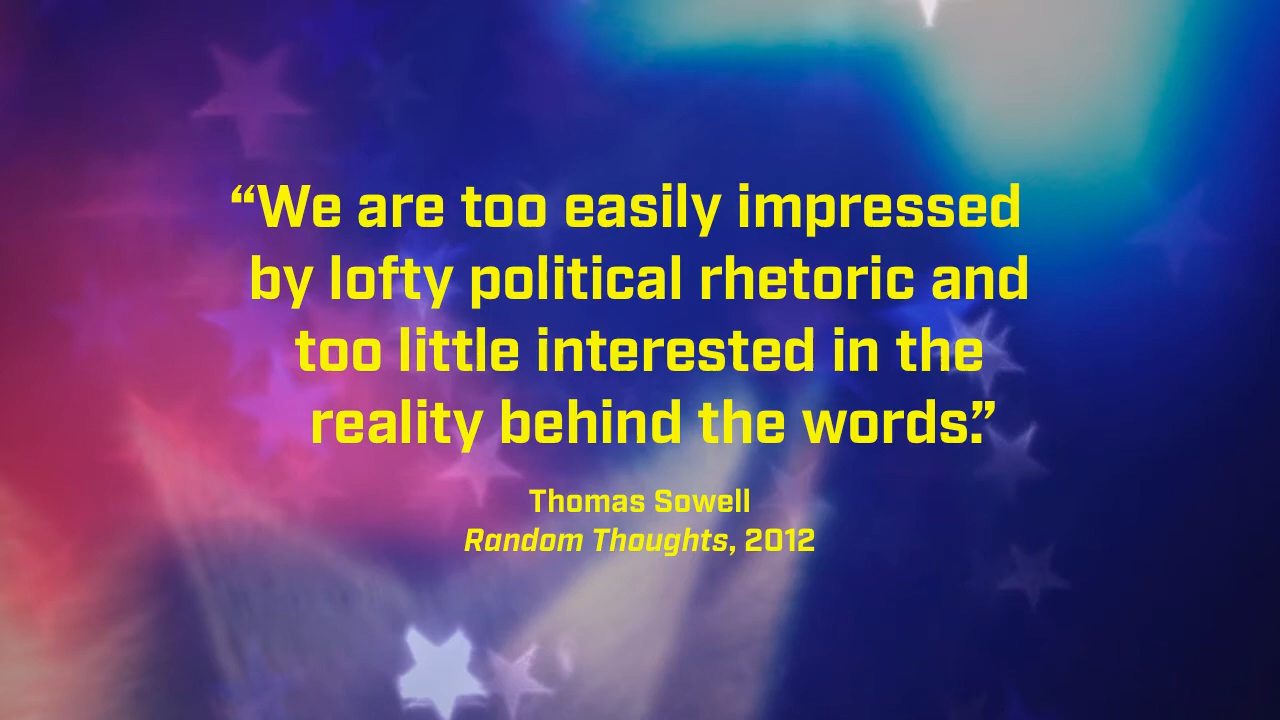 “We are too easily impressed
by lofty political rhetoric and
too little interested in the
reality behind the words.”
Thomas Sowell
Random Thoughts, 2012